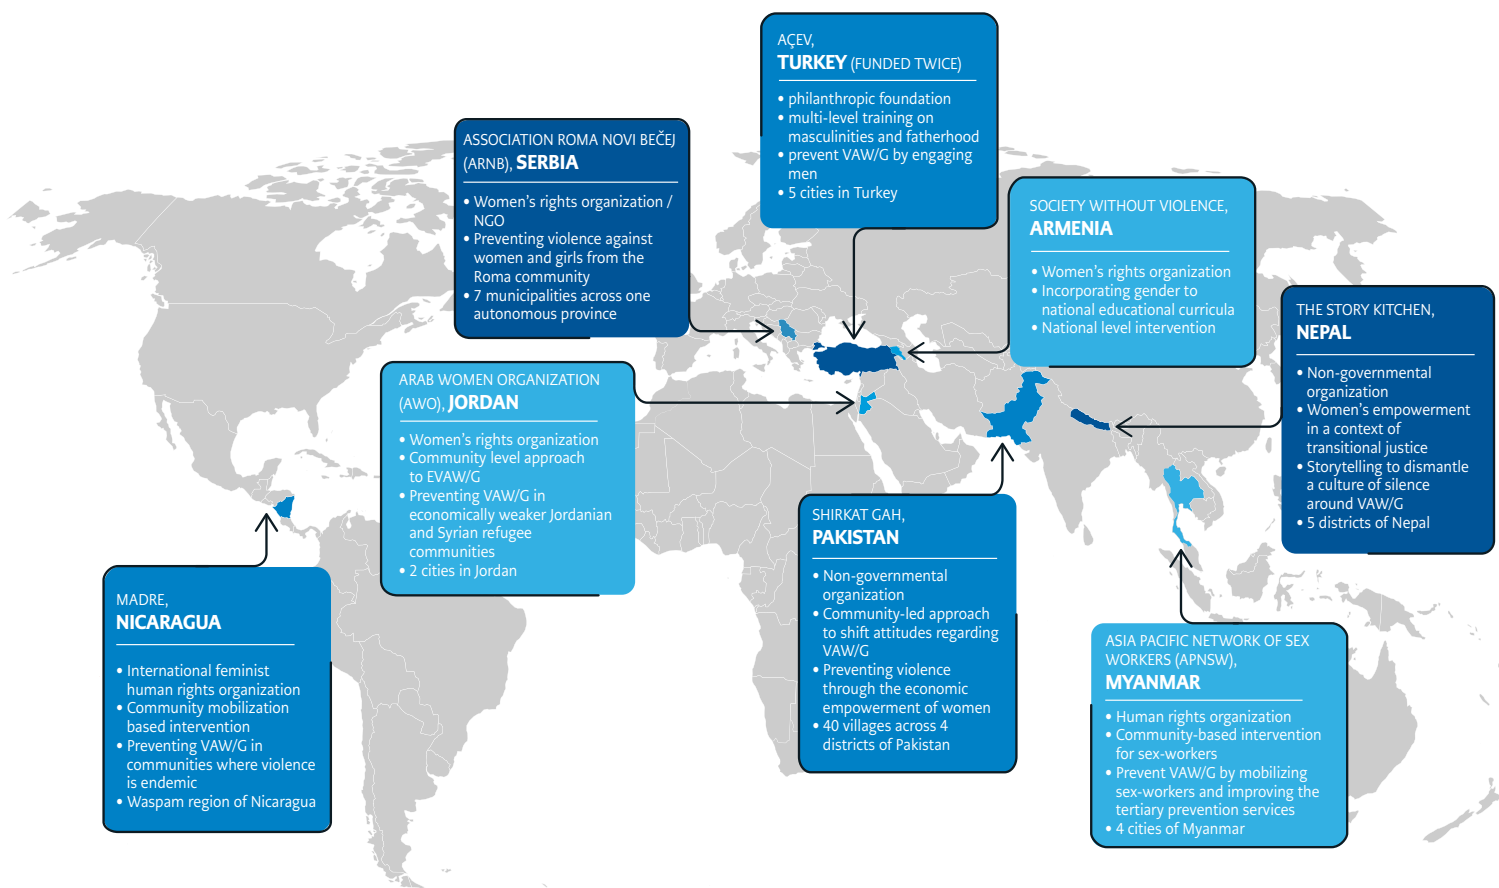 AÇEV,
TURKEY (FUNDED TWICE)
• philanthropic foundation
• multi-level training on
masculinities and fatherhood
• prevent VAW/G by engaging
men
• 5 cities in Turkey
ASSOCIATION ROMA NOVI BEČEJ
(ARNB), SERBIA
• Women’s rights organization /
NGO
• Preventing violence against
women and girls from the
Roma community
• 7 municipalities across one
autonomous province
SOCIETY WITHOUT VIOLENCE,
ARMENIA
• Women’s rights organization
• Incorporating gender to
national educational curricula
• National level intervention
THE STORY KITCHEN,
NEPAL
• Non-governmental
organization
• Women’s empowerment
in a context of
transitional justice
• Storytelling to dismantle
a culture of silence
around VAW/G
• 5 districts of Nepal
ARAB WOMEN ORGANIZATION
(AWO), JORDAN
• Women’s rights organization
• Community level approach
to EVAW/G
• Preventing VAW/G in
economically weaker Jordanian
and Syrian refugee
communities
• 2 cities in Jordan
SHIRKAT GAH,
PAKISTAN
• Non-governmental
organization
• Community-led approach
to shift attitudes regarding
VAW/G
• Preventing violence
through the economic
empowerment of women
• 40 villages across 4
districts of Pakistan
MADRE,
NICARAGUA
• International feminist
human rights organization
• Community mobilization
based intervention
• Preventing VAW/G in
communities where violence
is endemic
• Waspam region of Nicaragua
ASIA PACIFIC NETWORK OF SEX
WORKERS (APNSW),
MYANMAR
• Human rights organization
• Community-based intervention
for sex-workers
• Prevent VAW/G by mobilizing
sex-workers and improving the
tertiary prevention services
• 4 cities of Myanmar